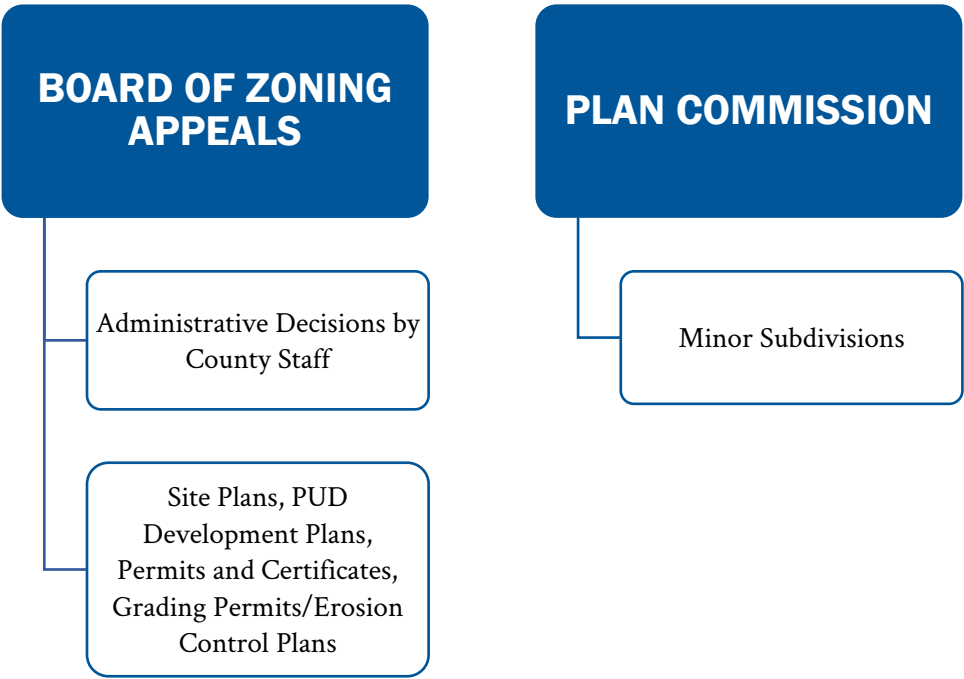 BOARD OF ZONING
APPEALS
Administrative Decisions by
County Staff
Site Plans, PUD
Development Plans,
Permits and Certificates,
Grading Permits/Erosion
Control Plans
PLAN COMMISSION
Minor Subdivisions